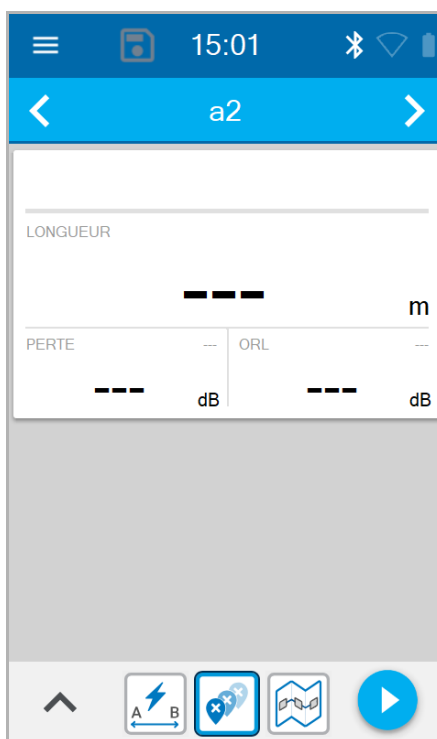 15:01
a2
LONGUEUR
--- m
PERTE --- ORL ---
--- dB --- dB
A B